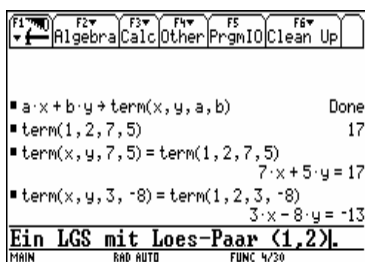 F1 F2 Algebra F3 Calc F4 Other F5 PrgmIO F6 Clean Up
▪ a·x + b·y → term(x, y, a, b) Done
▪ term(1, 2, 7, 5) 17
▪ term(x, y, 7, 5) = term(1, 2, 7, 5)
7·x + 5·y = 17
▪ term(x, y, 3, ⁻8) = term(1, 2, 3, ⁻8)
3·x − 8·y = ⁻13
Ein LGS mit Loes-Paar (1,2).
MAIN RAD AUTO FUNC 4/30